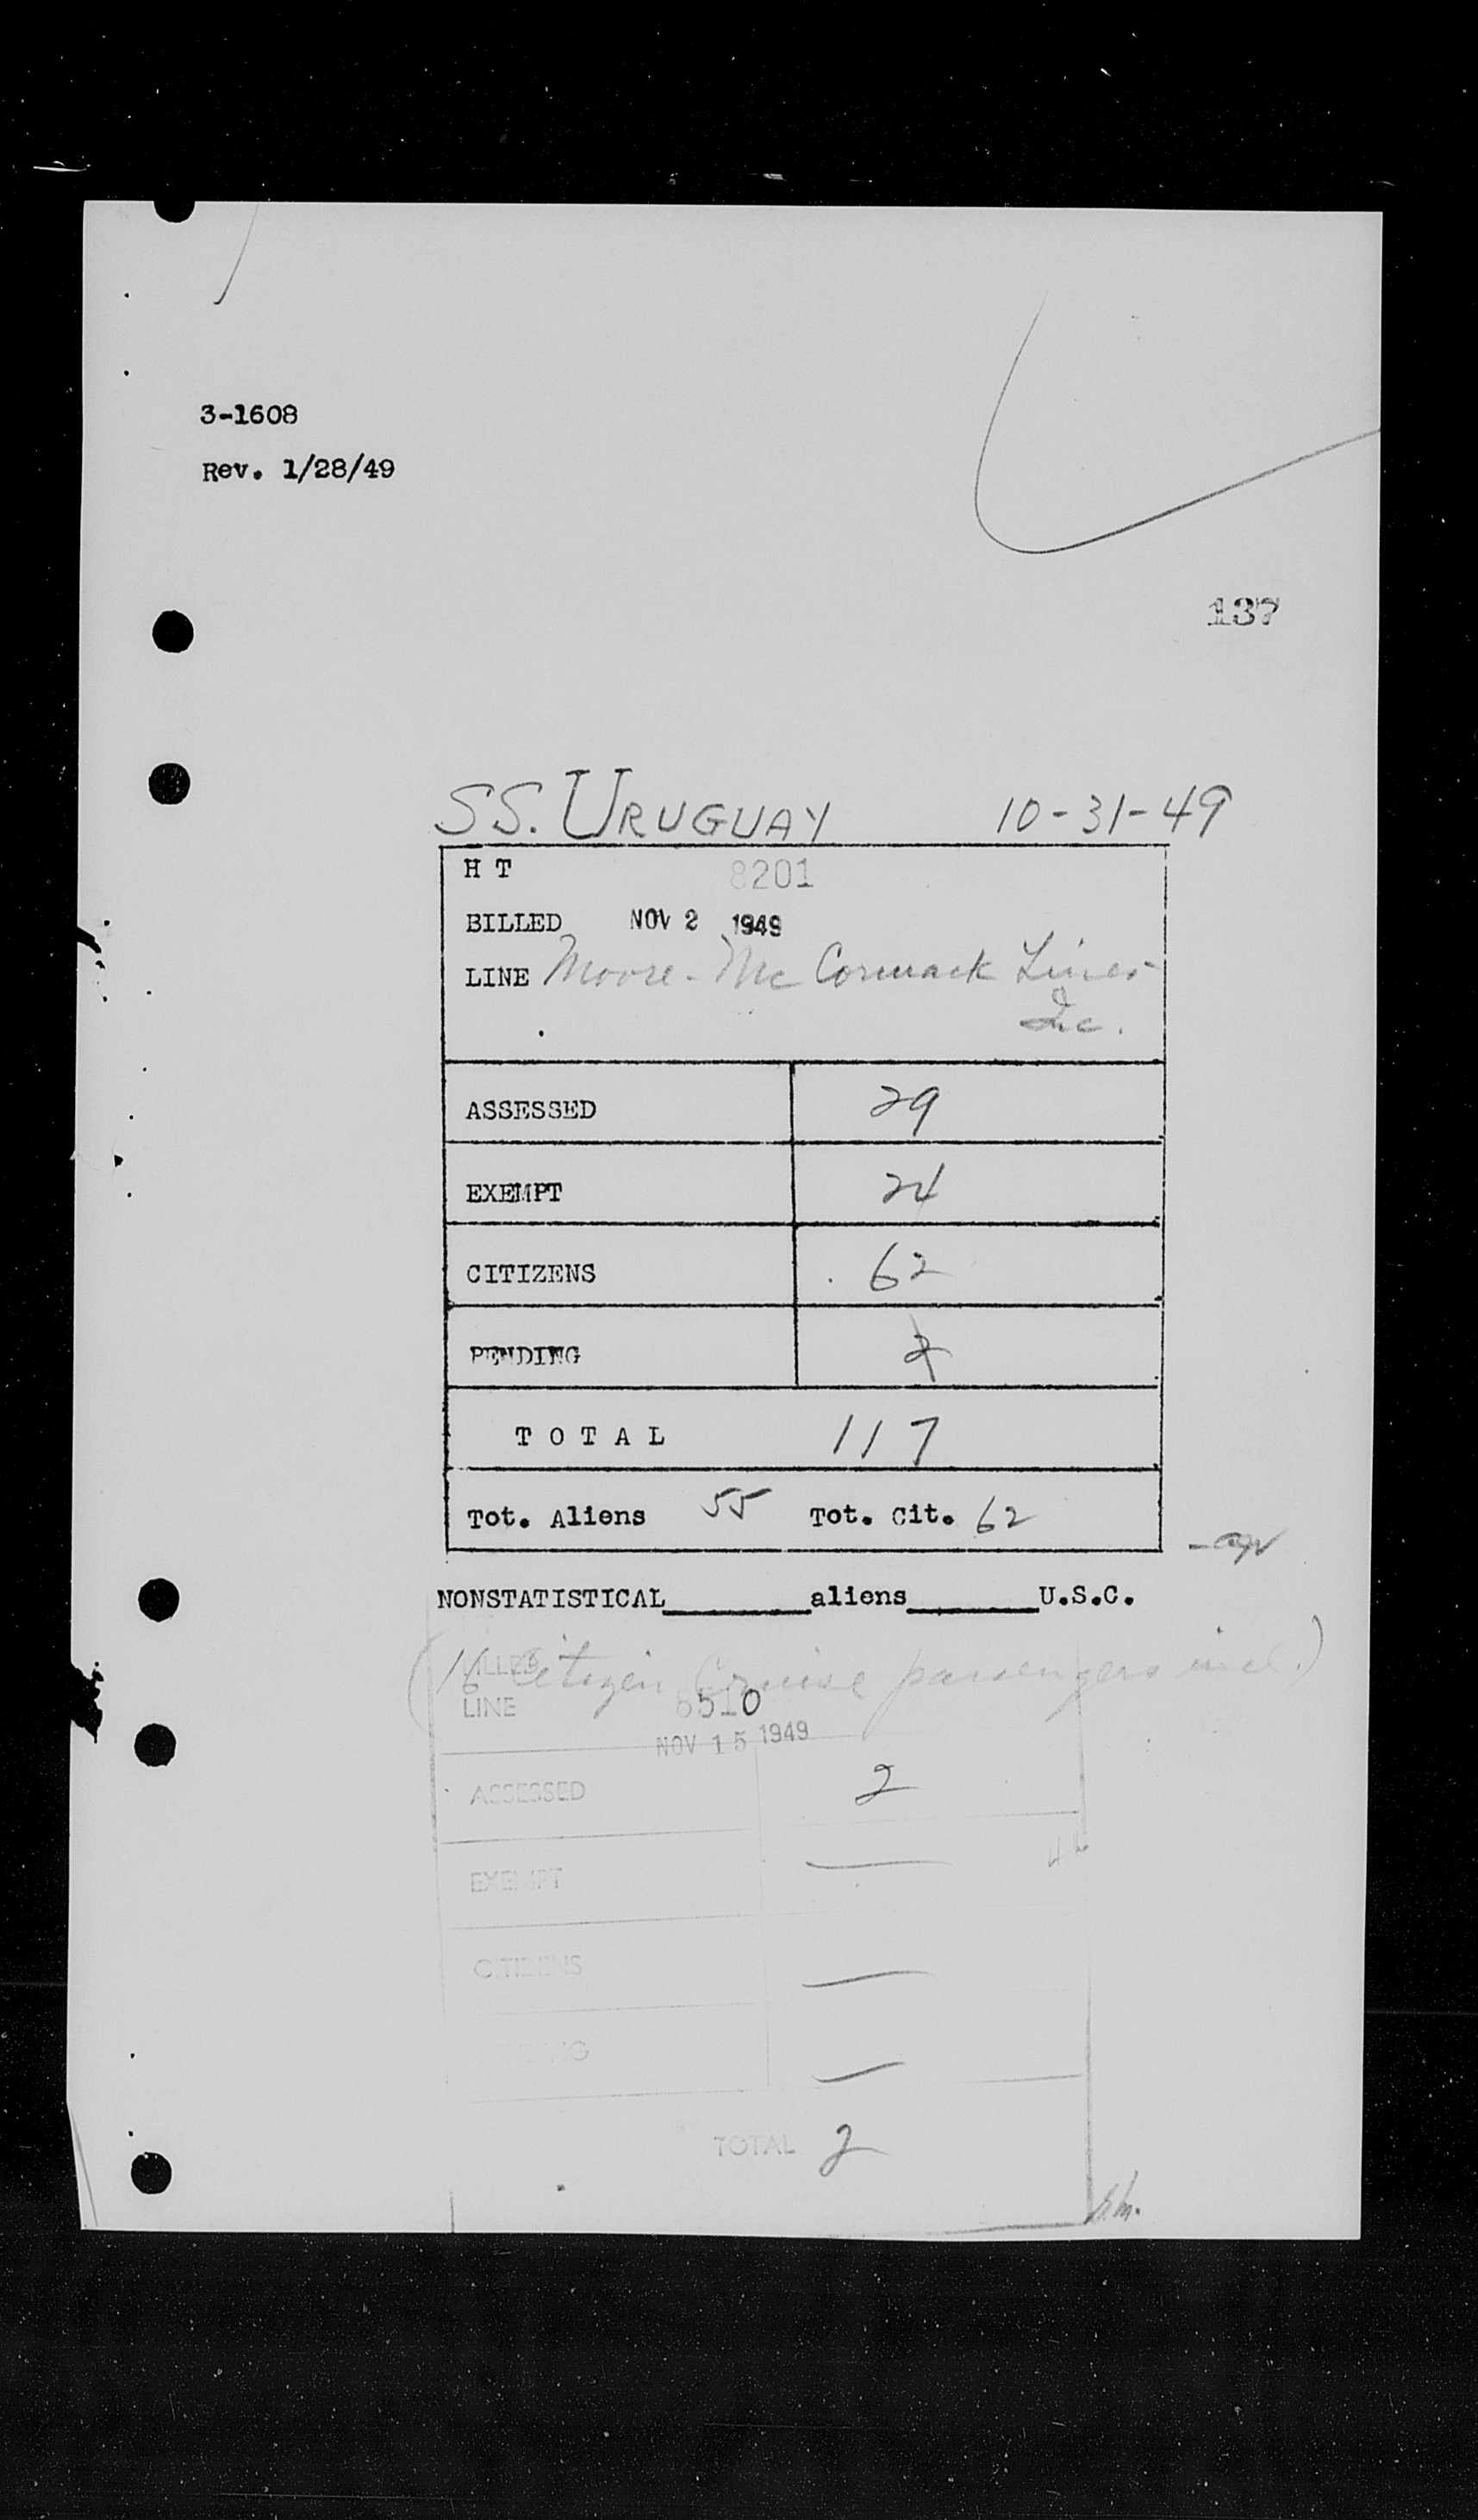 3-1608
Rev. 1/28/49
137
SS. URUGUAY 10-31-49
H T 8201
BILLED NOV 2 1949
LINE Moore-McCormack Lines
Inc.
ASSESSED 29
EXEMPT 24
CITIZENS 62
PENDING 2
TOTAL 117
Tot. Aliens 55 Tot. Cit. 62
NONSTATISTICAL aliens U.S.C.
(16 Citizen Cruise passengers incl.)
BILLED
LINE 8510
NOV 15 1949
ASSESSED 2
EXEMPT —
CITIZENS —
—
TOTAL 2